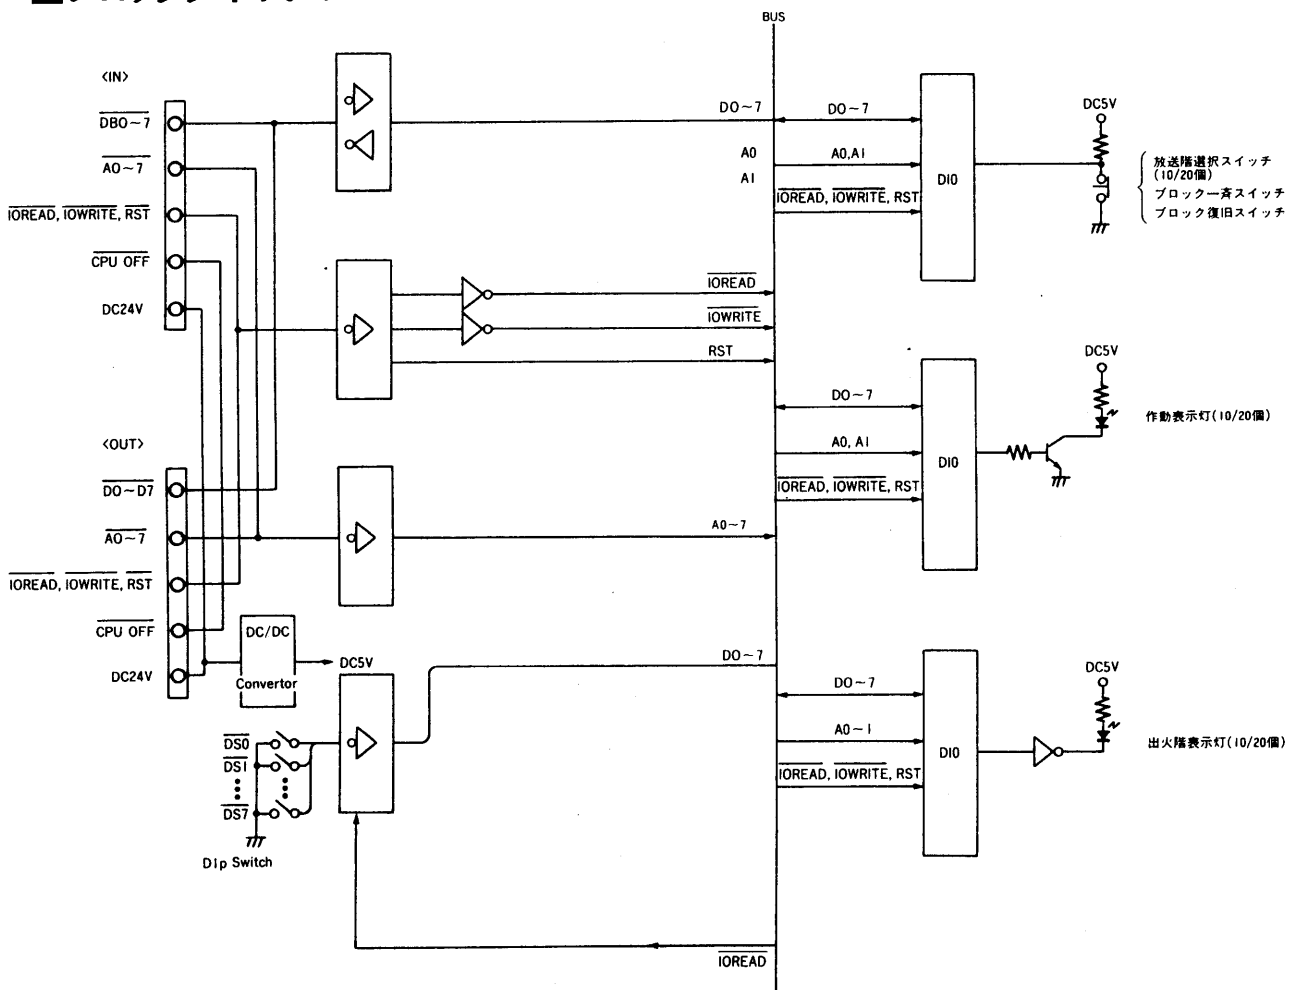 BUS
<IN>
DB0~7
A0~7
IOREAD, IOWRITE, RST
CPU OFF
DC24V
<OUT>
D0~D7
A0~7
IOREAD, IOWRITE, RST
CPU OFF
DC24V
DC/DC
Convertor
DC5V
DS0
DS1
DS7
Dip Switch
D0~7
A0
A1
IOREAD
IOWRITE
RST
A0~7
D0~7
IOREAD
D0~7
A0, A1
IOREAD, IOWRITE, RST
DIO
DC5V
放送階選択スイッチ
(10/20個)
ブロック一斉スイッチ
ブロック復旧スイッチ
D0~7
A0, A1
IOREAD, IOWRITE, RST
DIO
DC5V
作動表示灯(10/20個)
D0~7
A0~1
IOREAD, IOWRITE, RST
DIO
DC5V
出火階表示灯(10/20個)